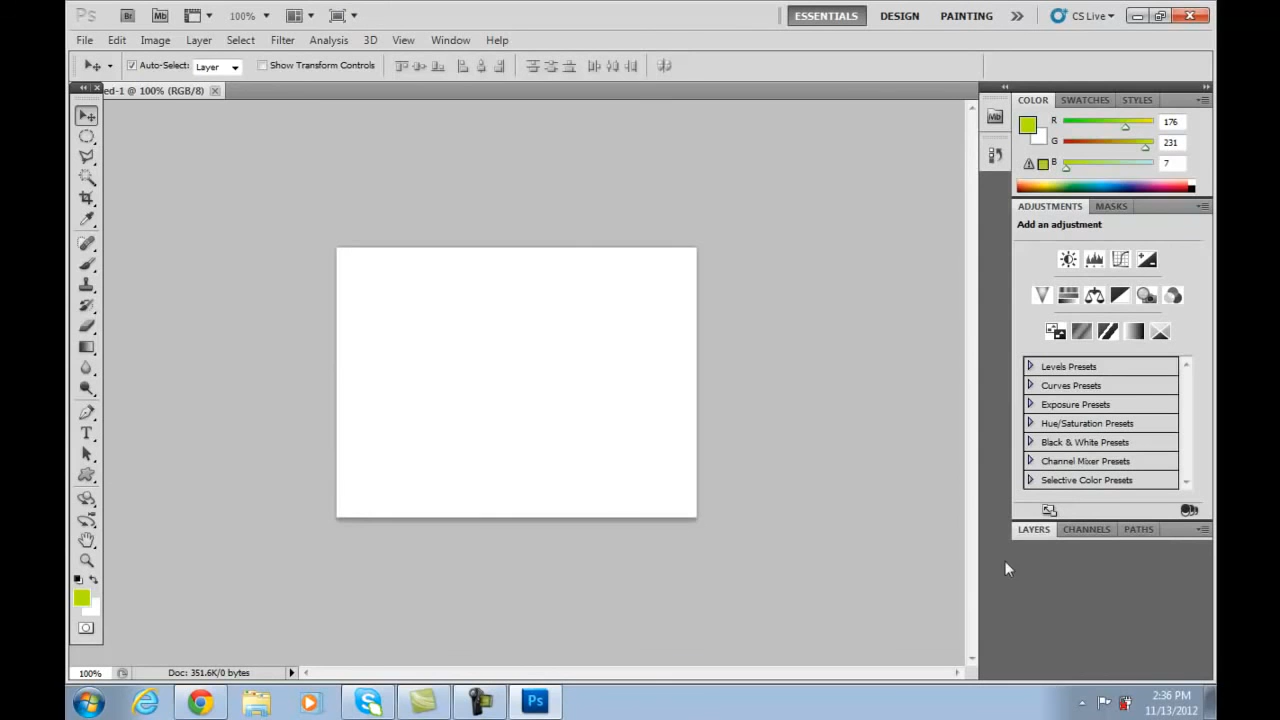 Ps Br Mb 100% ESSENTIALS DESIGN PAINTING CS Live
File Edit Image Layer Select Filter Analysis 3D View Window Help
Auto-Select: Layer Show Transform Controls
ed-1 @ 100% (RGB/8)
COLOR SWATCHES STYLES
Mb
R 176
G 231
B 7
ADJUSTMENTS MASKS
Add an adjustment
Levels Presets
Curves Presets
Exposure Presets
Hue/Saturation Presets
Black & White Presets
Channel Mixer Presets
Selective Color Presets
LAYERS CHANNELS PATHS
100% Doc: 351.6K/0 bytes
Ps
2:36 PM
11/13/2012